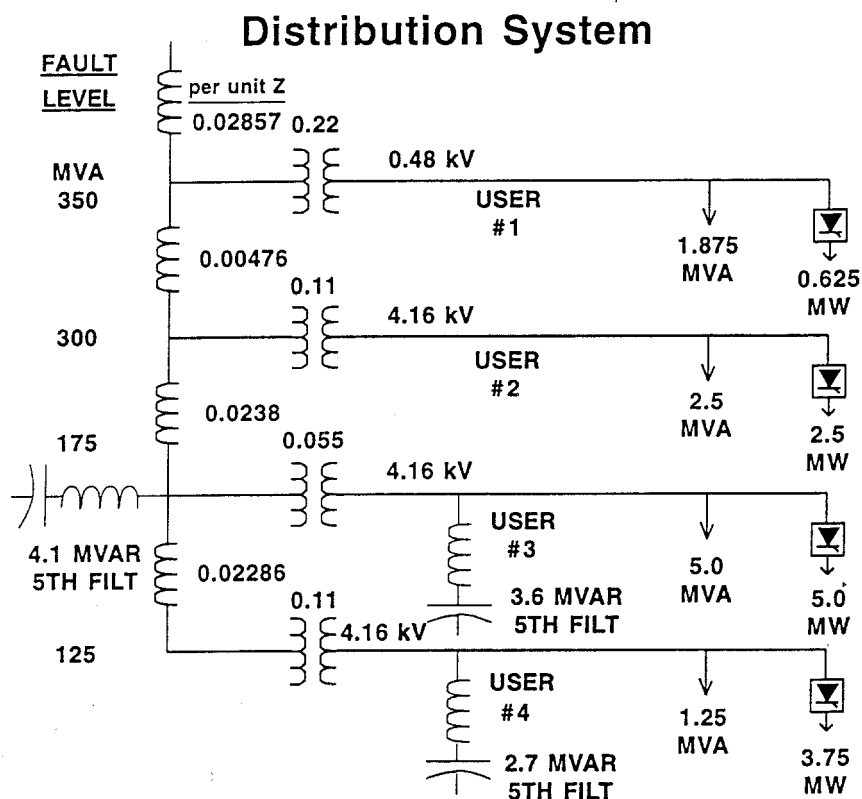 Distribution System
FAULT
LEVEL
per unit Z
0.02857
0.22
0.48 kV
MVA
350
USER
#1
1.875
MVA
0.625
MW
0.00476
0.11
4.16 kV
300
USER
#2
2.5
MVA
2.5
MW
0.0238
175
0.055
4.16 kV
USER
#3
4.1 MVAR
5TH FILT
0.02286
3.6 MVAR
5TH FILT
5.0
MVA
5.0
MW
0.11
4.16 kV
125
USER
#4
1.25
MVA
3.75
MW
2.7 MVAR
5TH FILT